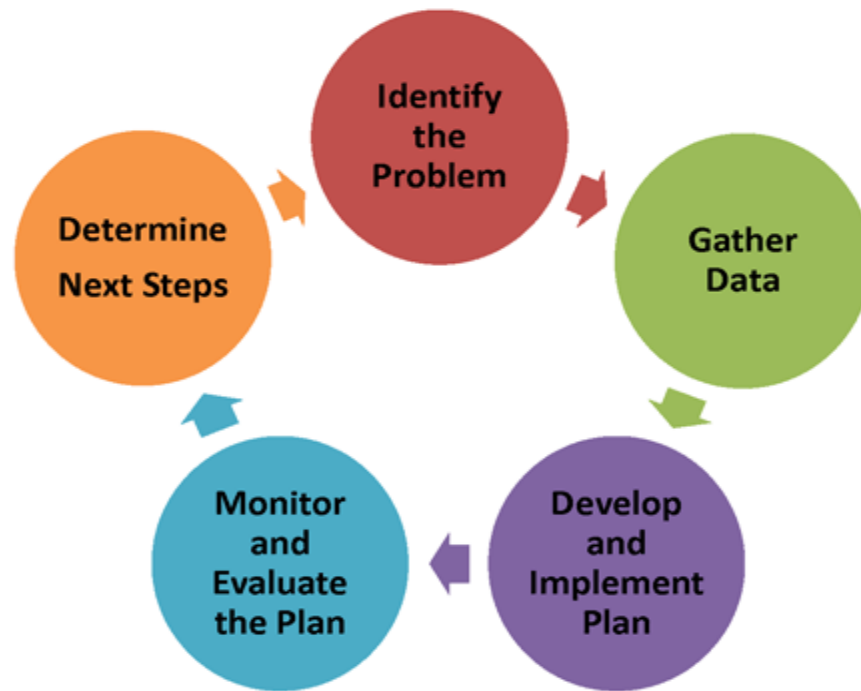 Identify
the
Problem
Gather
Data
Develop
and
Implement
Plan
Monitor
and
Evaluate
the Plan
Determine
Next Steps